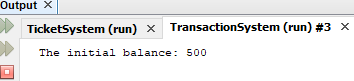 Output
TicketSystem (run) TransactionSystem (run) #3
The initial balance: 500